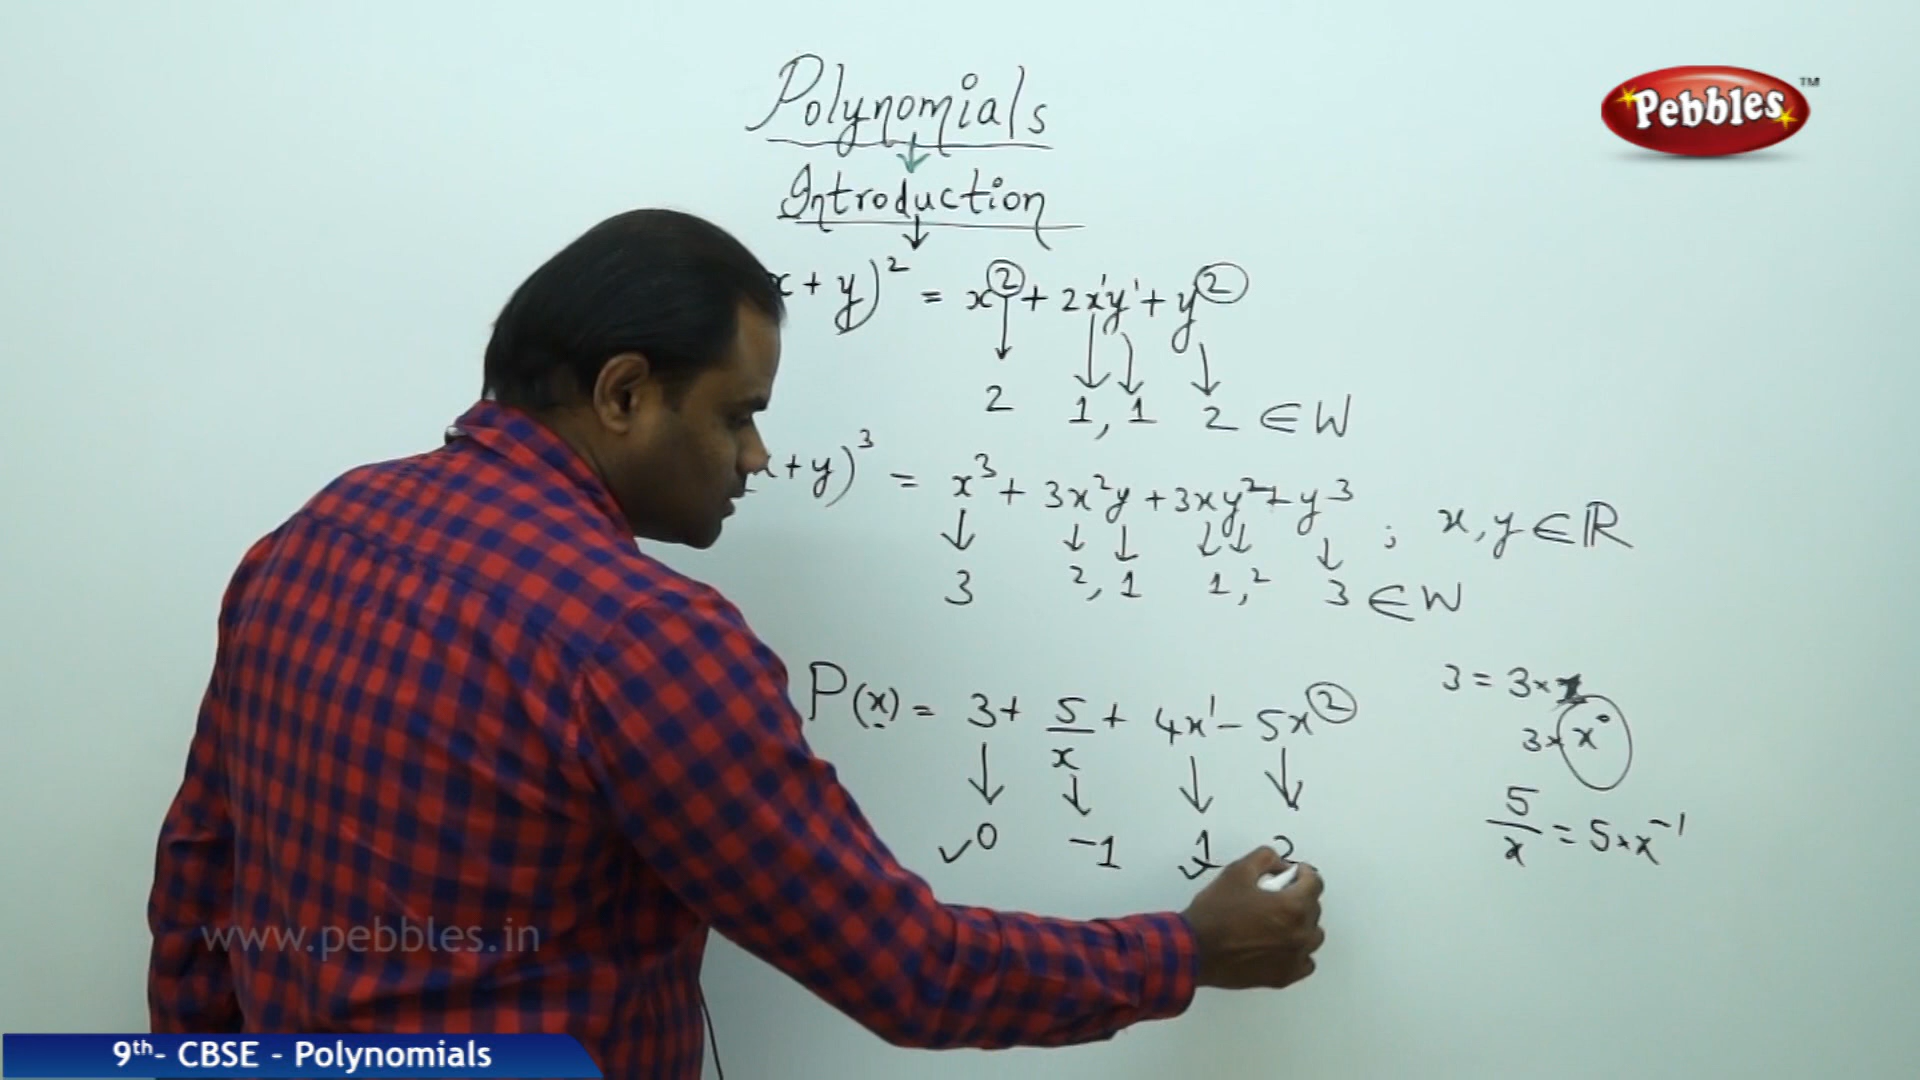 Polynomials
Introduction
x + y)² = x² + 2x¹y¹ + y²
2 1, 1 2 ∈ W
x + y)³ = x³ + 3x²y + 3xy² + y³ ; x, y ∈ ℝ
3 2, 1 1, 2 3 ∈ W
P(x) = 3 + 5/x + 4x¹ - 5x²
✓0 -1 1✓ 2
3 = 3×
3×x⁰
5/x = 5×x⁻¹
Pebbles™
www.pebbles.in
9th- CBSE - Polynomials